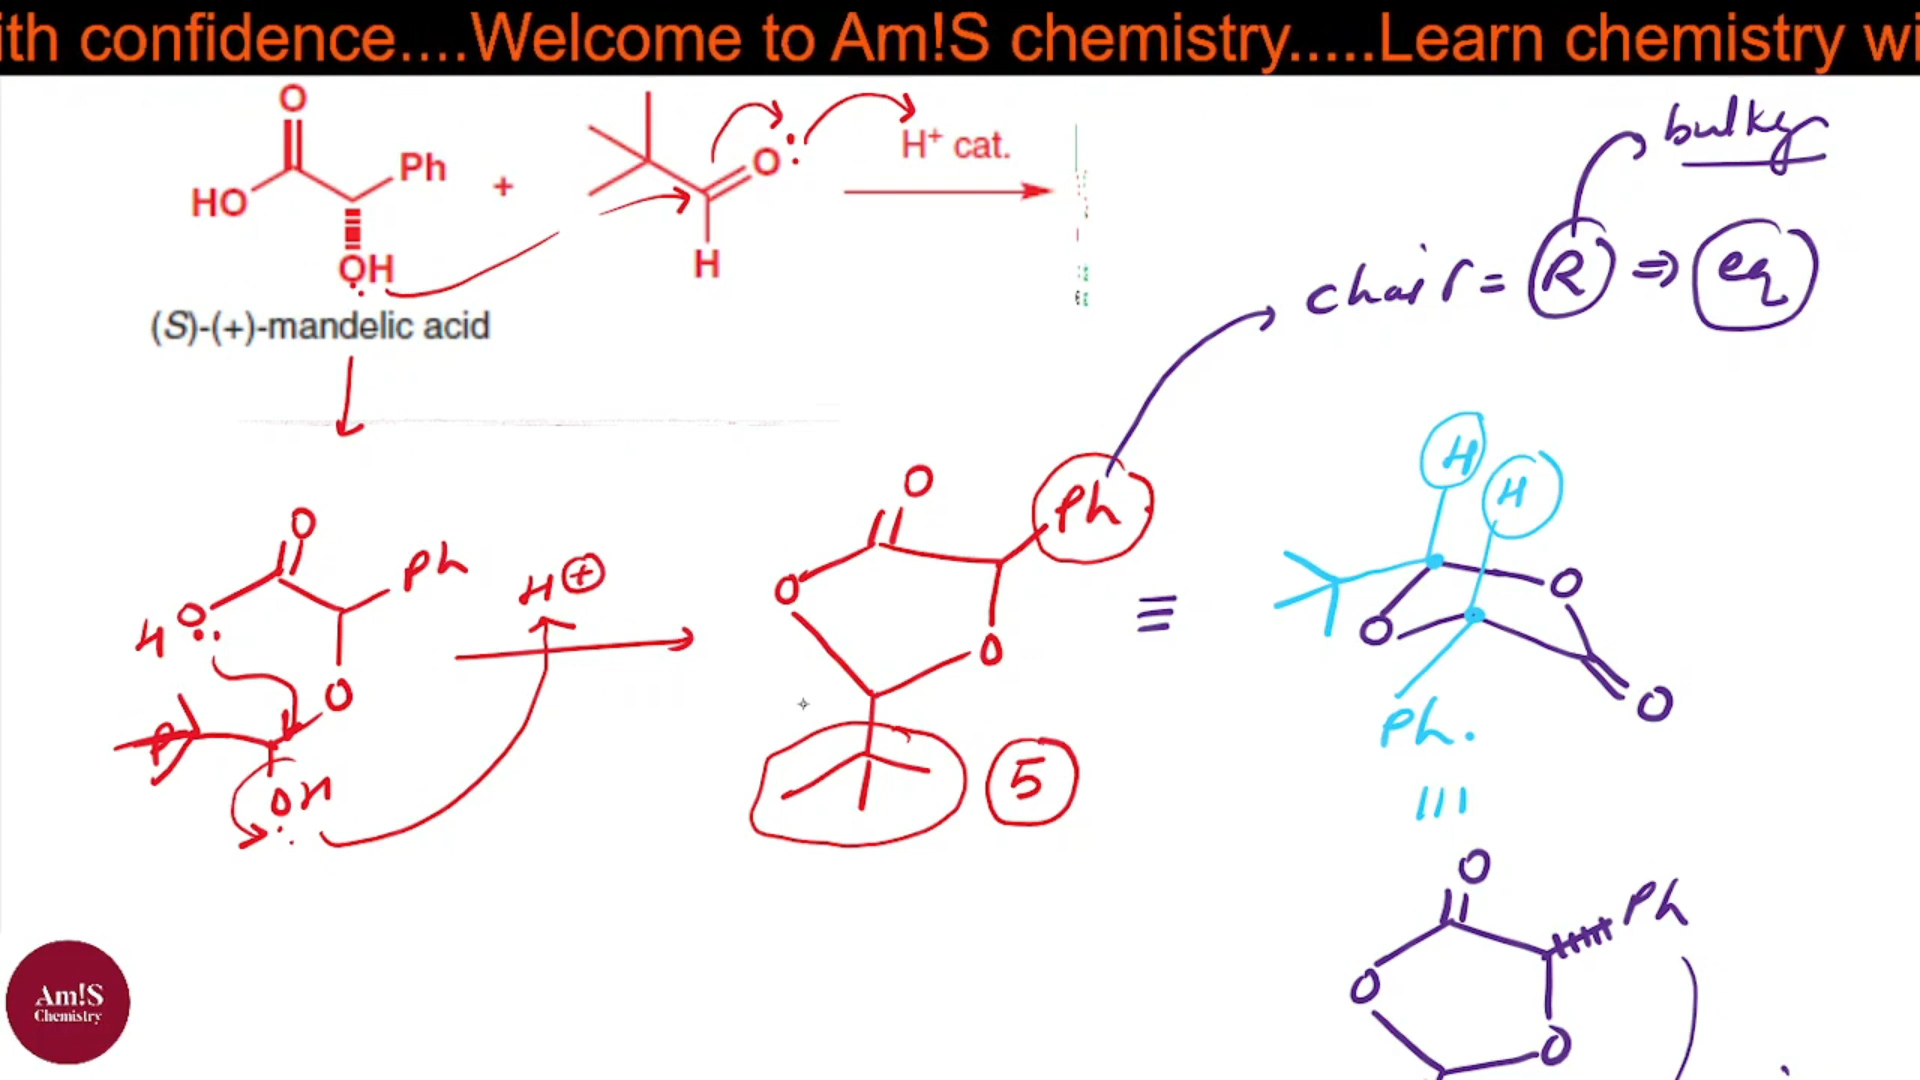 ith confidence....Welcome to Am!S chemistry.....Learn chemistry wi
O
HO
Ph
OH
+
O
H
H+ cat.
(S)-(+)-mandelic acid
bulky
chair = R ⇒ eq
O
HO
Ph
O
OH
H⊕
O
O
Ph
O
5
≡
H
H
O
O
O
Ph.
O
O
Ph
O
Am!S
Chemistry